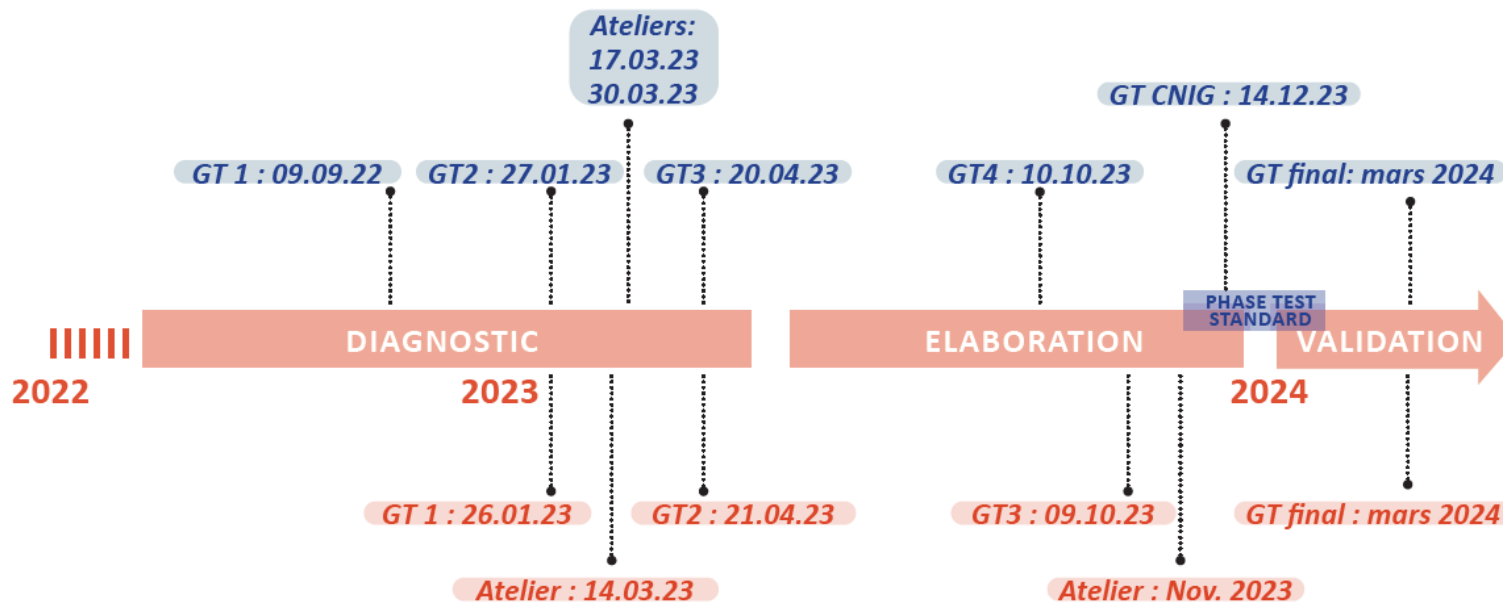 Ateliers:
17.03.23
30.03.23
GT CNIG : 14.12.23
GT 1 : 09.09.22
GT2 : 27.01.23
GT3 : 20.04.23
GT4 : 10.10.23
GT final: mars 2024
PHASE TEST
STANDARD
DIAGNOSTIC
ELABORATION
VALIDATION
2022
2023
2024
GT 1 : 26.01.23
GT2 : 21.04.23
GT3 : 09.10.23
GT final : mars 2024
Atelier : 14.03.23
Atelier : Nov. 2023